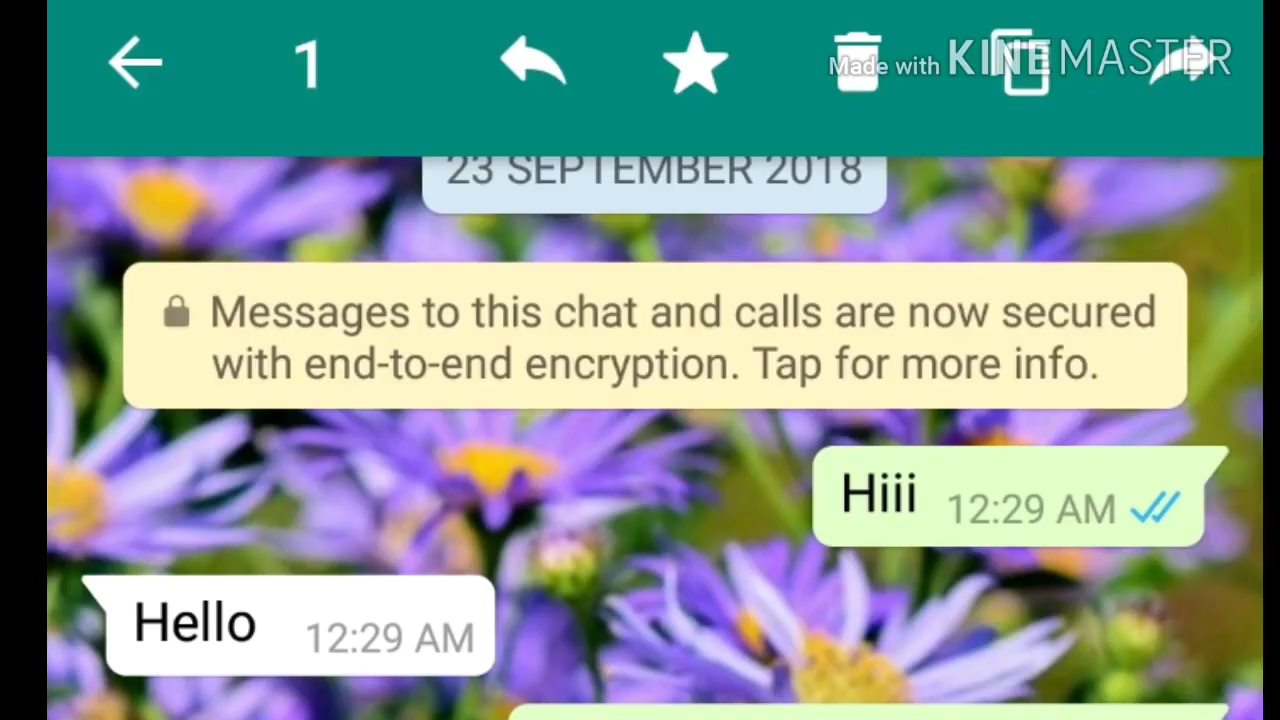 1
Made with KINEMASTER
23 SEPTEMBER 2018
Messages to this chat and calls are now secured
with end-to-end encryption. Tap for more info.
Hiii 12:29 AM
Hello 12:29 AM